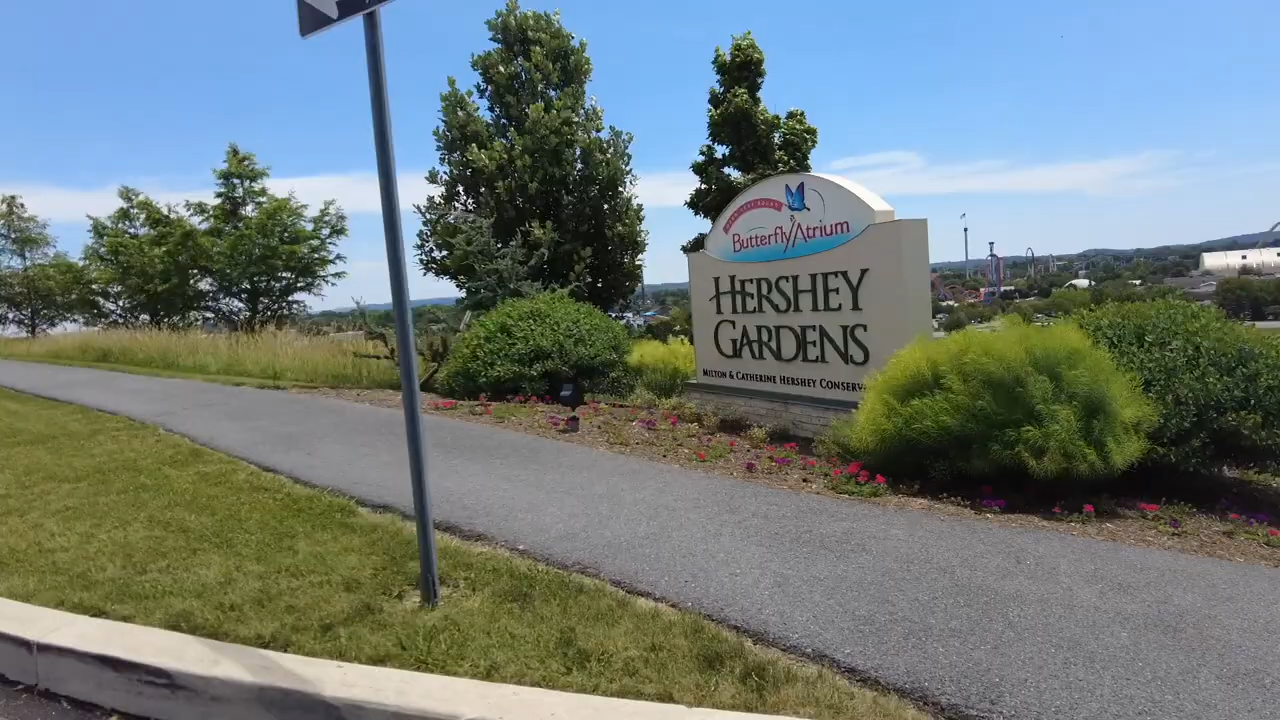 Butterfly Atrium
HERSHEY
GARDENS
MILTON & CATHERINE HERSHEY CONSERV